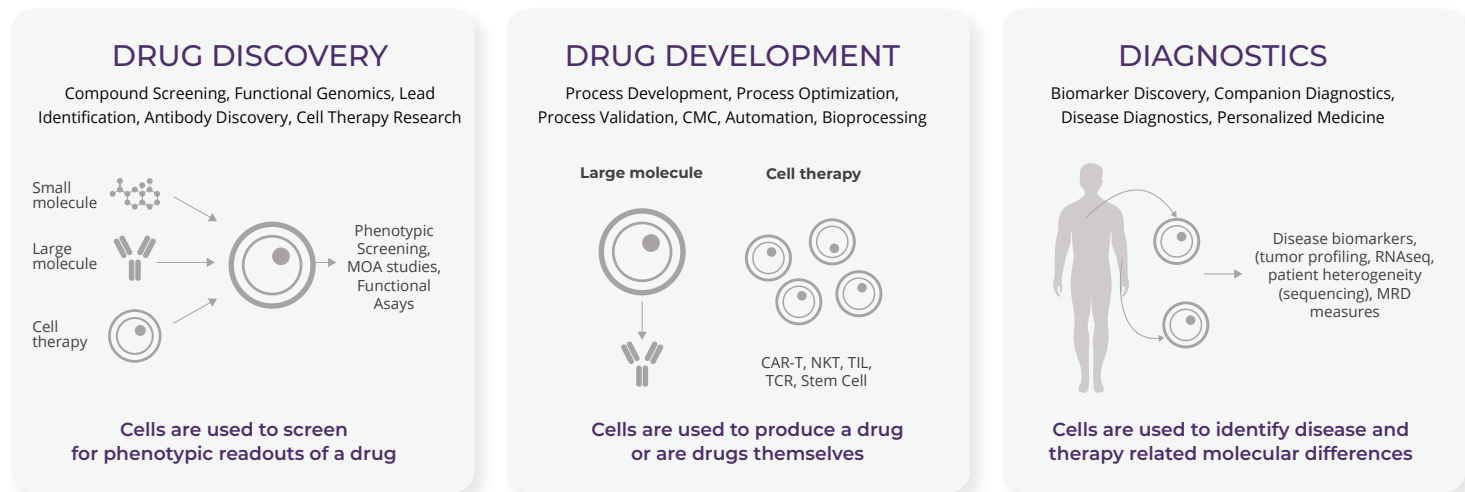 DRUG DISCOVERY
Compound Screening, Functional Genomics, Lead
Identification, Antibody Discovery, Cell Therapy Research
Small
molecule
Large
molecule
Cell
therapy
Phenotypic
Screening,
MOA studies,
Functional
Asays
Cells are used to screen
for phenotypic readouts of a drug
DRUG DEVELOPMENT
Process Development, Process Optimization,
Process Validation, CMC, Automation, Bioprocessing
Large molecule
Cell therapy
CAR-T, NKT, TIL,
TCR, Stem Cell
Cells are used to produce a drug
or are drugs themselves
DIAGNOSTICS
Biomarker Discovery, Companion Diagnostics,
Disease Diagnostics, Personalized Medicine
Disease biomarkers,
(tumor profiling, RNAseq,
patient heterogeneity
(sequencing), MRD
measures
Cells are used to identify disease and
therapy related molecular differences